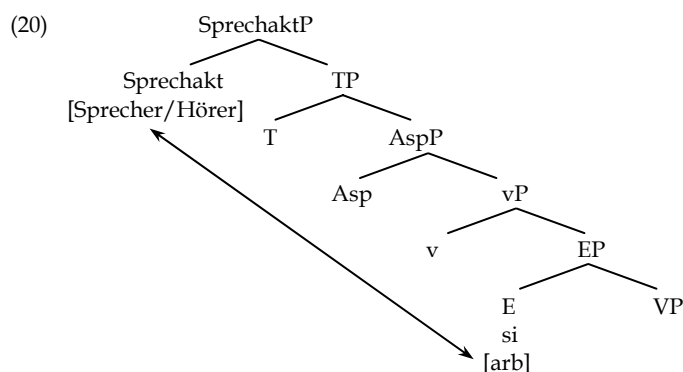 (20) SprechaktP
Sprechakt TP
[Sprecher/Hörer]
T AspP
Asp vP
v EP
E VP
si
[arb]